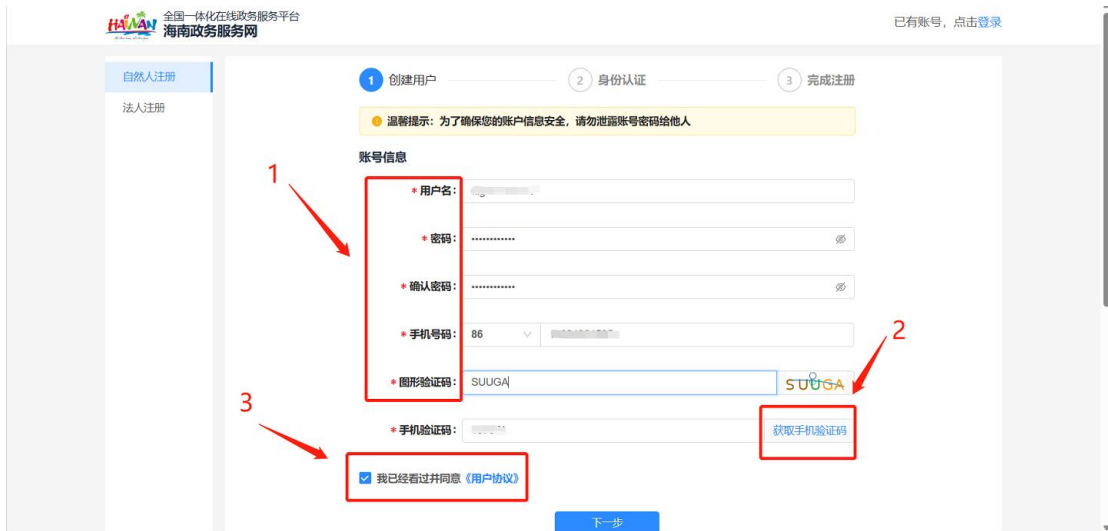 HAiNAN 全国一体化在线政务服务平台
海南政务服务网
已有账号，点击登录
自然人注册
法人注册
1 创建用户 2 身份认证 3 完成注册
温馨提示：为了确保您的账户信息安全，请勿泄露账号密码给他人
账号信息
1
* 用户名：
* 密码：
* 确认密码：
* 手机号码： 86
2
* 图形验证码： SUUGA SUUGA
3
* 手机验证码： 获取手机验证码
我已经看过并同意《用户协议》
下一步